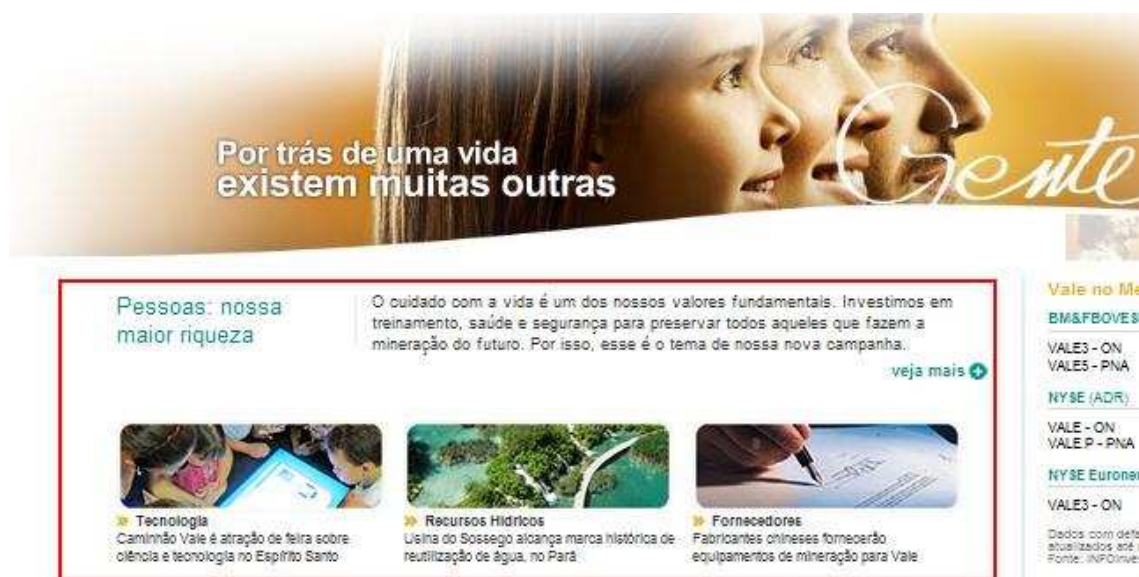 Por trás de uma vida
existem muitas outras
Gente
Pessoas: nossa
maior riqueza
O cuidado com a vida é um dos nossos valores fundamentais. Investimos em
treinamento, saúde e segurança para preservar todos aqueles que fazem a
mineração do futuro. Por isso, esse é o tema de nossa nova campanha.
veja mais
Tecnologia
Caminhão Vale é atração de feira sobre
ciência e tecnologia no Espírito Santo
Recursos Hídricos
Usina do Sossego alcança marca histórica de
reutilização de água, no Pará
Fornecedores
Fabricantes chineses fornecerão
equipamentos de mineração para Vale
Vale no
BM&FBOVES
VALE3 - ON
VALE5 - PNA
NYSE (ADR)
VALE - ON
VALE.P - PNA
NYSE
VALE3 - ON
Dados com
atualizados até
Fonte: